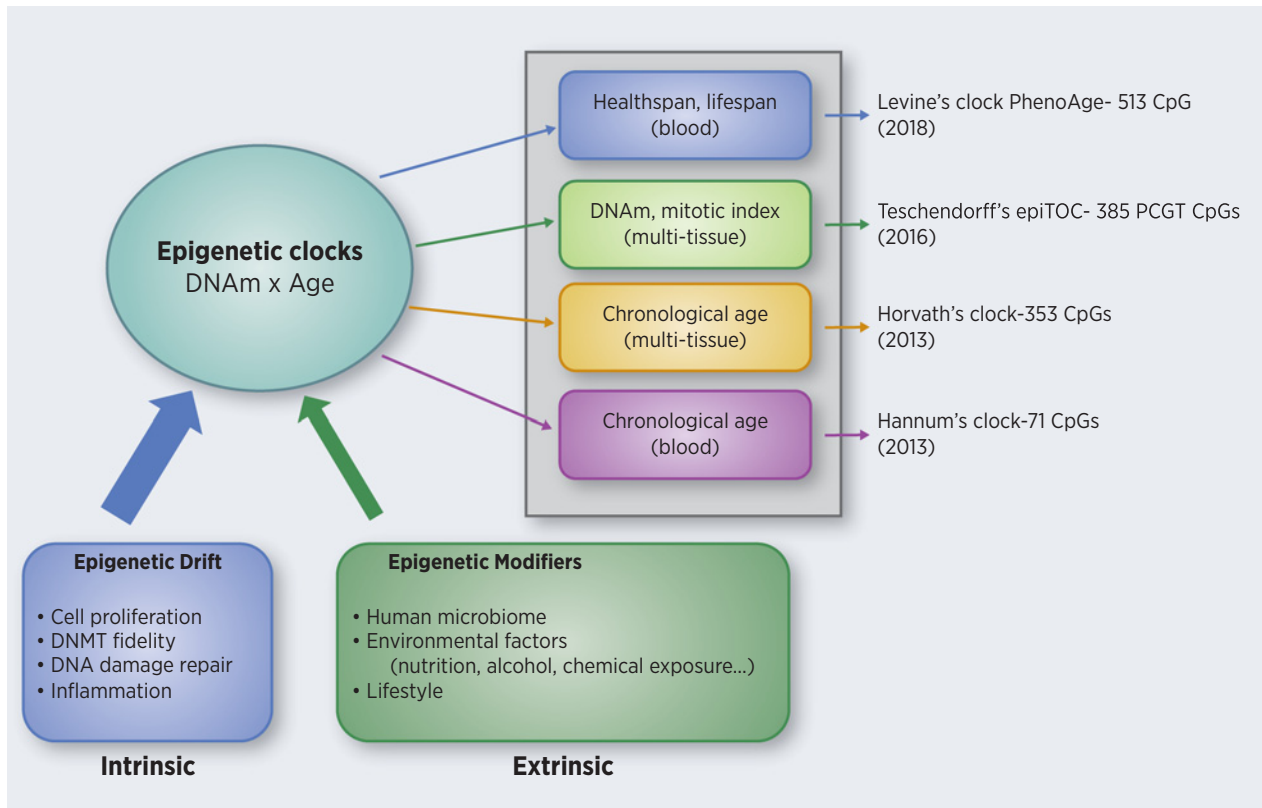 Epigenetic clocks
DNAm x Age
Healthspan, lifespan
(blood)
Levine's clock PhenoAge- 513 CpG
(2018)
DNAm, mitotic index
(multi-tissue)
Teschendorff's epiTOC- 385 PCGT CpGs
(2016)
Chronological age
(multi-tissue)
Horvath's clock-353 CpGs
(2013)
Chronological age
(blood)
Hannum's clock-71 CpGs
(2013)
Epigenetic Drift
• Cell proliferation
• DNMT fidelity
• DNA damage repair
• Inflammation
Intrinsic
Epigenetic Modifiers
• Human microbiome
• Environmental factors
(nutrition, alcohol, chemical exposure...)
• Lifestyle
Extrinsic